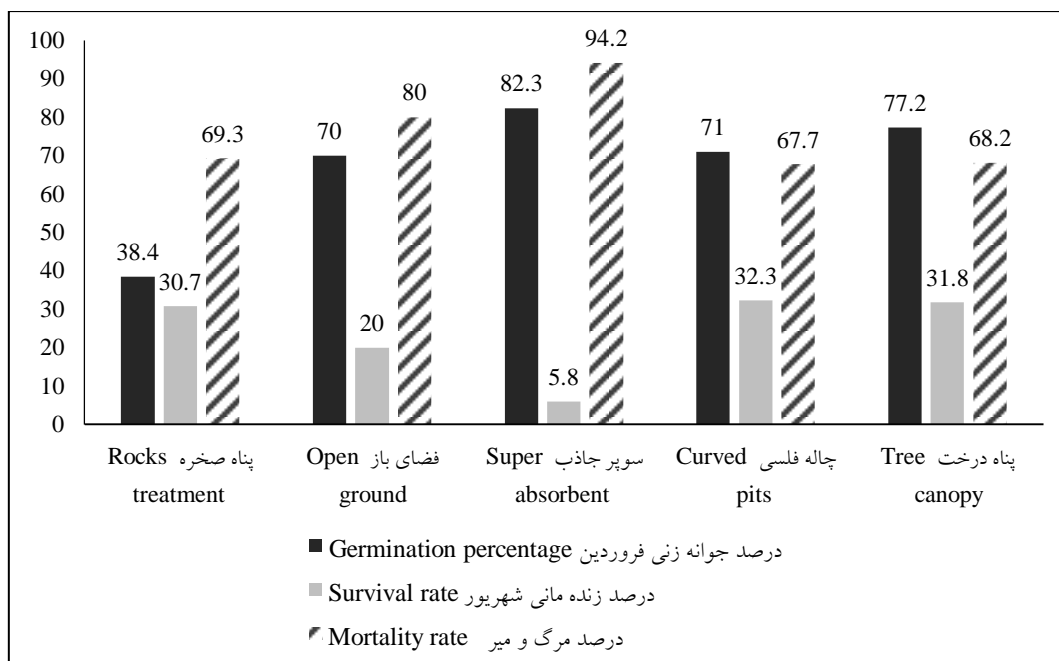 100
90
80
70
60
50
40
30
20
10
0
38.4
30.7
69.3
70
20
80
82.3
5.8
94.2
71
32.3
67.7
77.2
31.8
68.2
Rocks پناه صخره
treatment
Open فضای باز
ground
Super سوپر جاذب
absorbent
Curved چاله فلسی
pits
Tree پناه درخت
canopy
Germination percentage درصد جوانه زنی فروردین
Survival rate درصد زنده مانی شهریور
Mortality rate درصد مرگ و میر